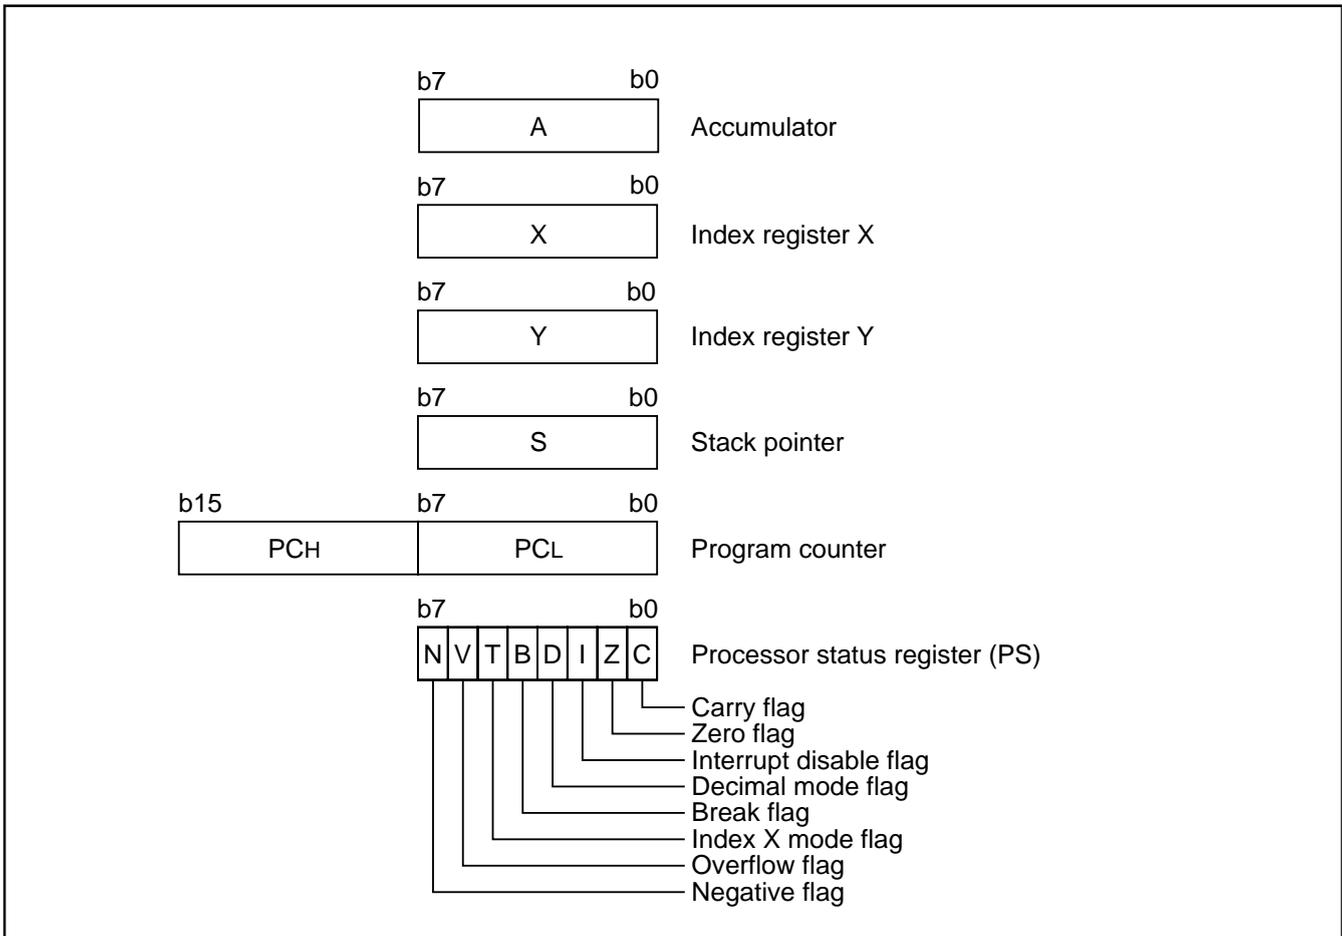 b7 b0
A Accumulator
b7 b0
X Index register X
b7 b0
Y Index register Y
b7 b0
S Stack pointer
b15 b7 b0
PCH PCL Program counter
b7 b0
N V T B D I Z C Processor status register (PS)
Carry flag
Zero flag
Interrupt disable flag
Decimal mode flag
Break flag
Index X mode flag
Overflow flag
Negative flag